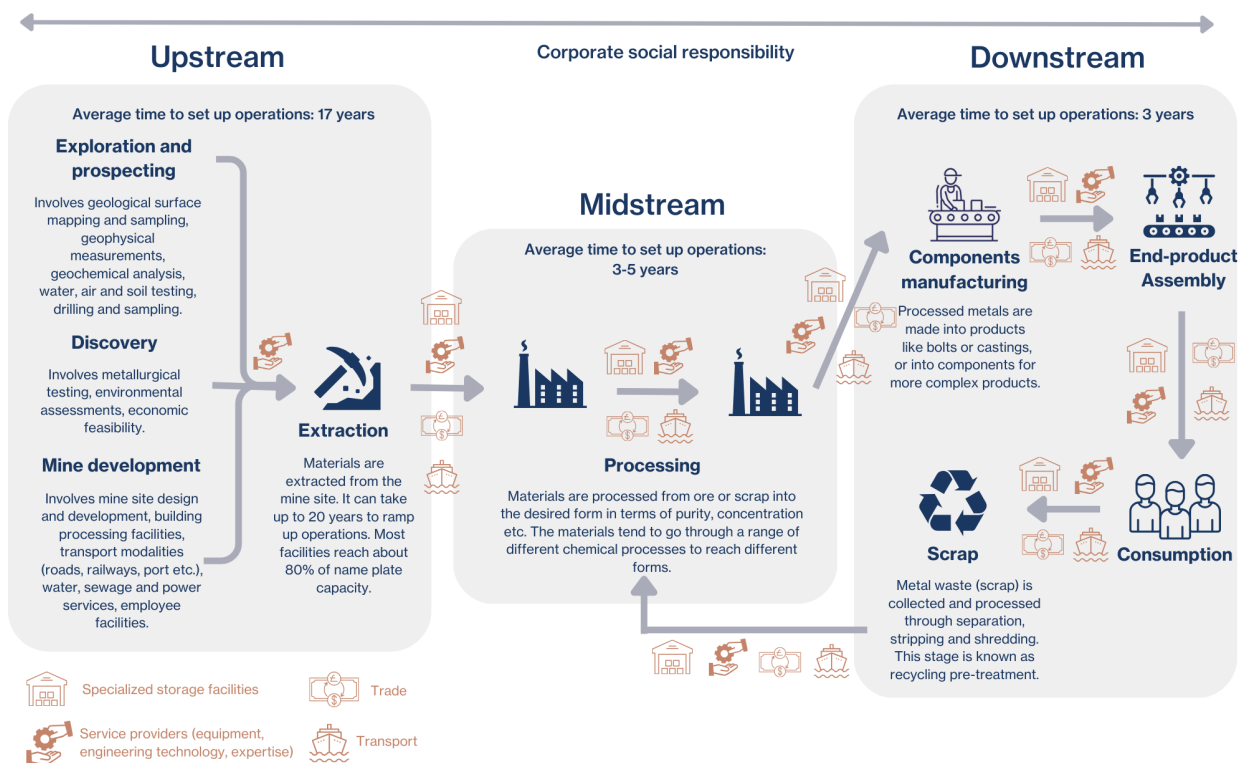 Upstream
Corporate social responsibility
Downstream
Average time to set up operations: 17 years
Exploration and
prospecting
Involves geological surface
mapping and sampling,
geophysical
measurements,
geochemical analysis,
water, air and soil testing,
drilling and sampling.
Discovery
Involves metallurgical
testing, environmental
assessments, economic
feasibility.
Mine development
Involves mine site design
and development, building
processing facilities,
transport modalities
(roads, railways, port etc.),
water, sewage and power
services, employee
facilities.
Extraction
Materials are
extracted from the
mine site. It can take
up to 20 years to ramp
up operations. Most
facilities reach about
80% of name plate
capacity.
Midstream
Average time to set up operations:
3-5 years
Processing
Materials are processed from ore or scrap into
the desired form in terms of purity, concentration
etc. The materials tend to go through a range of
different chemical processes to reach different
forms.
Average time to set up operations: 3 years
Components
manufacturing
Processed metals are
made into products
like bolts or castings,
or into components for
more complex products.
End-product
Assembly
Consumption
Scrap
Metal waste (scrap) is
collected and processed
through separation,
stripping and shredding.
This stage is known as
recycling pre-treatment.
Specialized storage facilities
Trade
Service providers (equipment,
engineering technology, expertise)
Transport